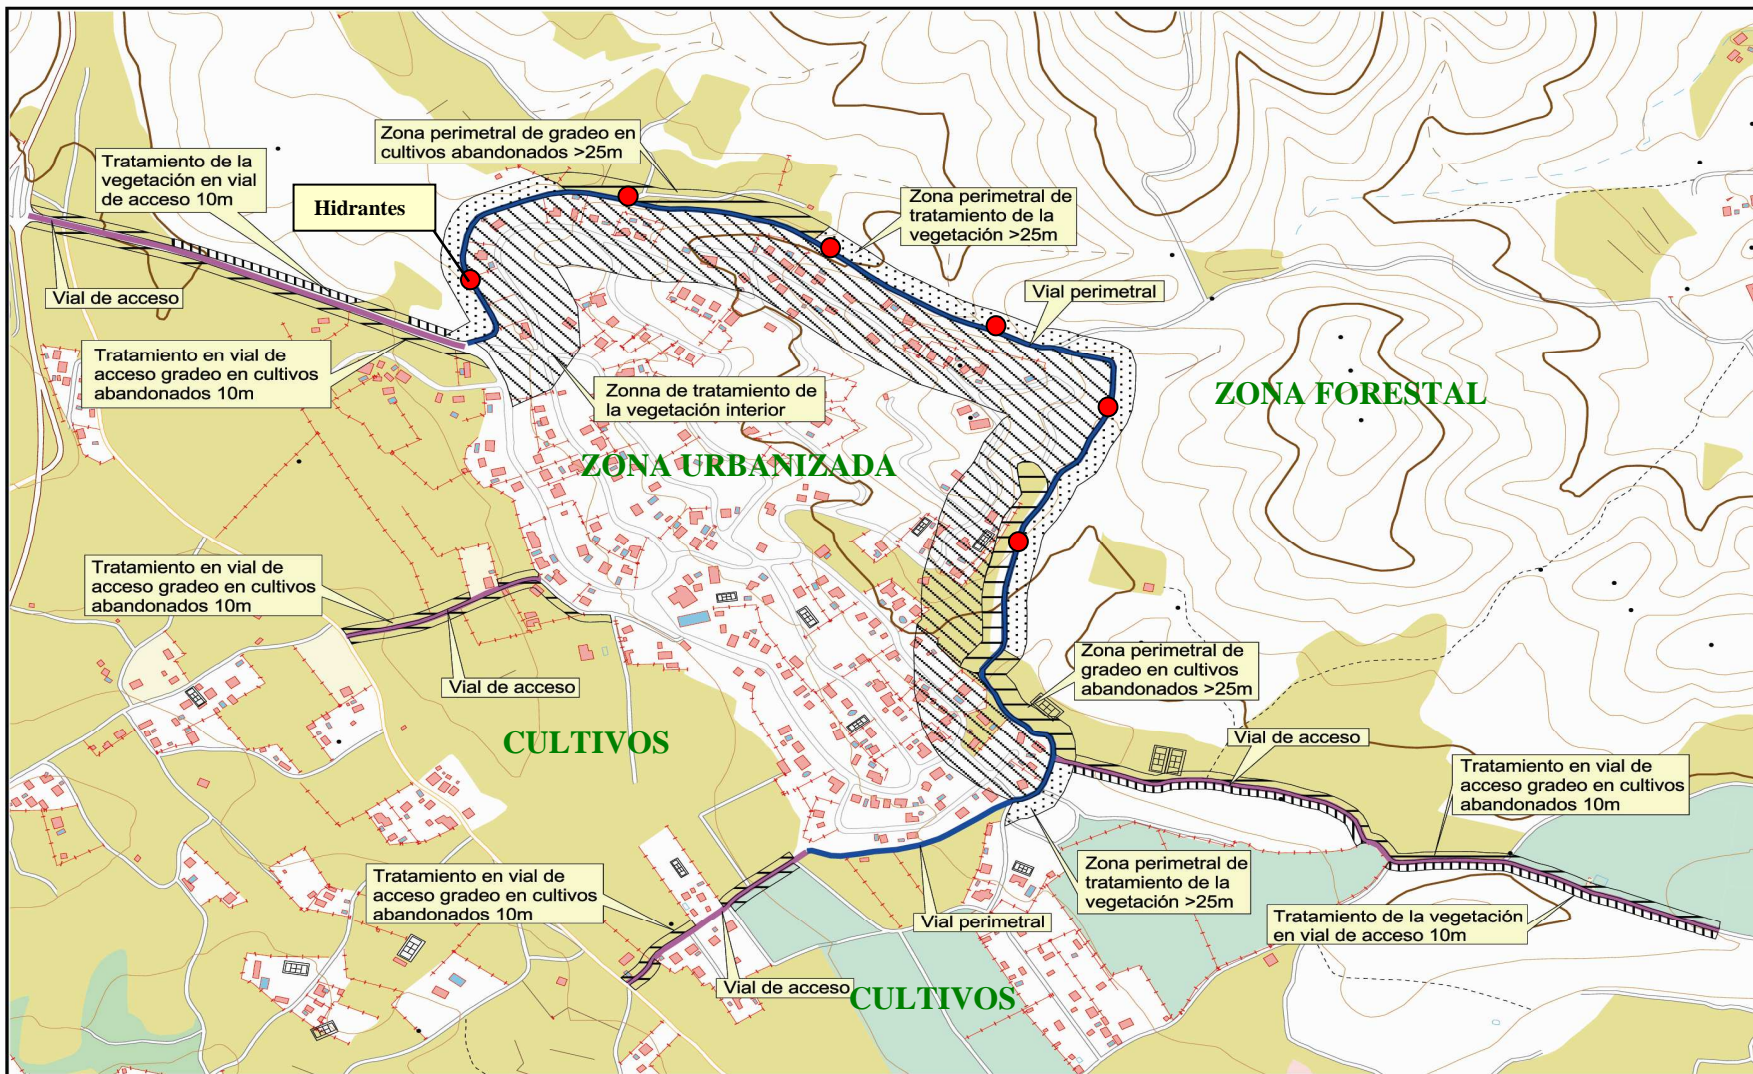 Zona perimetral de gradeo en
cultivos abandonados >25m
Tratamiento de la
vegetación en vial
de acceso 10m
Hidrantes
Zona perimetral de
tratamiento de la
vegetación >25m
Vial de acceso
Vial perimetral
Tratamiento en vial de
acceso gradeo en cultivos
abandonados 10m
Zonna de tratamiento de
la vegetación interior
ZONA FORESTAL
ZONA URBANIZADA
Tratamiento en vial de
acceso gradeo en cultivos
abandonados 10m
Vial de acceso
Zona perimetral de
gradeo en cultivos
abandonados >25m
CULTIVOS
Vial de acceso
Tratamiento en vial de
acceso gradeo en cultivos
abandonados 10m
Tratamiento en vial de
acceso gradeo en cultivos
abandonados 10m
Zona perimetral de
tratamiento de la
vegetación >25m
Vial perimetral
Tratamiento de la vegetación
en vial de acceso 10m
Vial de acceso
CULTIVOS